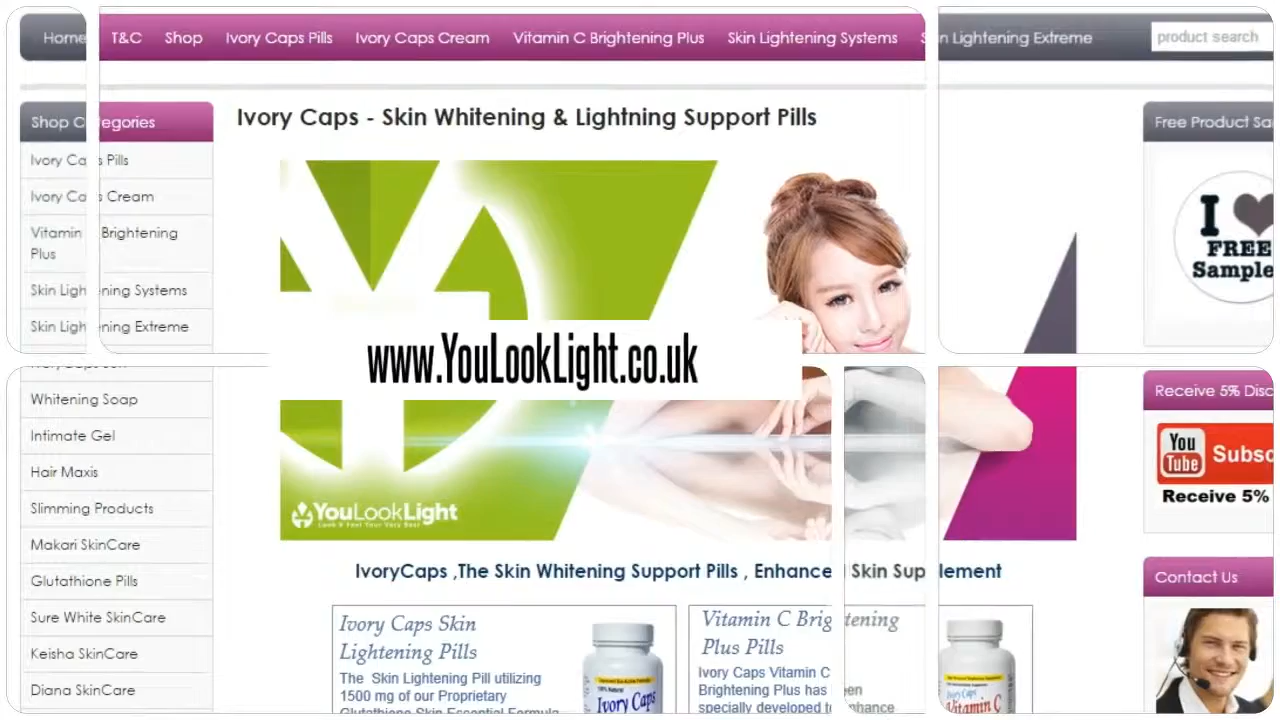 Home T&C Shop Ivory Caps Pills Ivory Caps Cream Vitamin C Brightening Plus Skin Lightening Systems Skin Lightening Extreme product search
Shop Categories
Ivory Caps Pills
Ivory Caps Cream
Vitamin Brightening
Plus
Skin Lightening Systems
Skin Lightening Extreme
Whitening Soap
Intimate Gel
Hair Maxis
Slimming Products
Makari SkinCare
Glutathione Pills
Sure White SkinCare
Keisha SkinCare
Diana SkinCare
Ivory Caps - Skin Whitening & Lightning Support Pills
www.YouLookLight.co.uk
YouLookLight
Look & Feel Your Very Best
IvoryCaps ,The Skin Whitening Support Pills , Enhanced Skin Supplement
Ivory Caps Skin
Lightening Pills
The Skin Lightening Pill utilizing
1500 mg of our Proprietary
Glutathione Skin Essential Formula
Ivory Caps
Vitamin C Brightening
Plus Pills
Ivory Caps Vitamin C
Brightening Plus has been
specially developed to enhance
Ivory Caps
Vitamin C
Free Product Sa
I
FREE
Sample
Receive 5% Disc
You
Tube
Subsc
Receive 5%
Contact Us